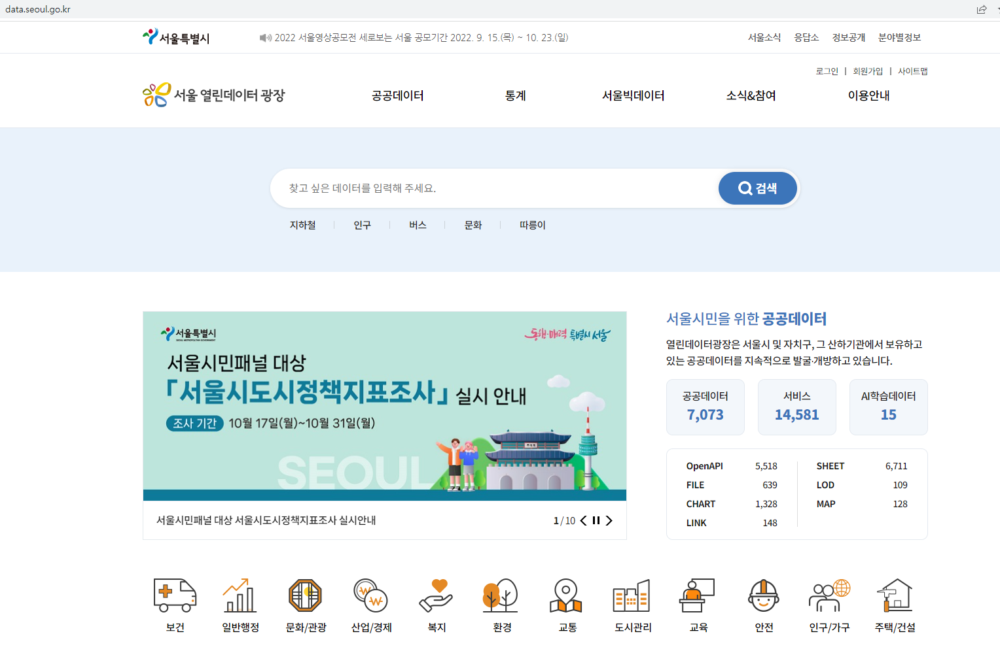 data.seoul.go.kr
서울특별시
2022 서울영상공모전 세로보는 서울 공모기간 2022. 9. 15.(목) ~ 10. 23.(일)
서울소식 응답소 정보공개 분야별정보
로그인 | 회원가입 | 사이트맵
서울 열린데이터 광장
공공데이터 통계 서울빅데이터 소식&참여 이용안내
찾고 싶은 데이터를 입력해 주세요.
검색
지하철 | 인구 | 버스 | 문화 | 따릉이
서울특별시
SEOUL METROPOLITAN GOVERNMENT
동행·매력 특별시 서울
서울시민패널 대상
「서울시도시정책지표조사」 실시 안내
조사 기간 10월 17일(월)~10월 31일(월)
SEOUL
서울시민패널 대상 서울시도시정책지표조사 실시안내
1 / 10
서울시민을 위한 공공데이터
열린데이터광장은 서울시 및 자치구, 그 산하기관에서 보유하고
있는 공공데이터를 지속적으로 발굴·개방하고 있습니다.
공공데이터
7,073
서비스
14,581
AI학습데이터
15
OpenAPI 5,518
FILE 639
CHART 1,328
LINK 148
SHEET 6,711
LOD 109
MAP 128
보건 일반행정 문화/관광 산업/경제 복지 환경 교통 도시관리 교육 안전 인구/가구 주택/건설